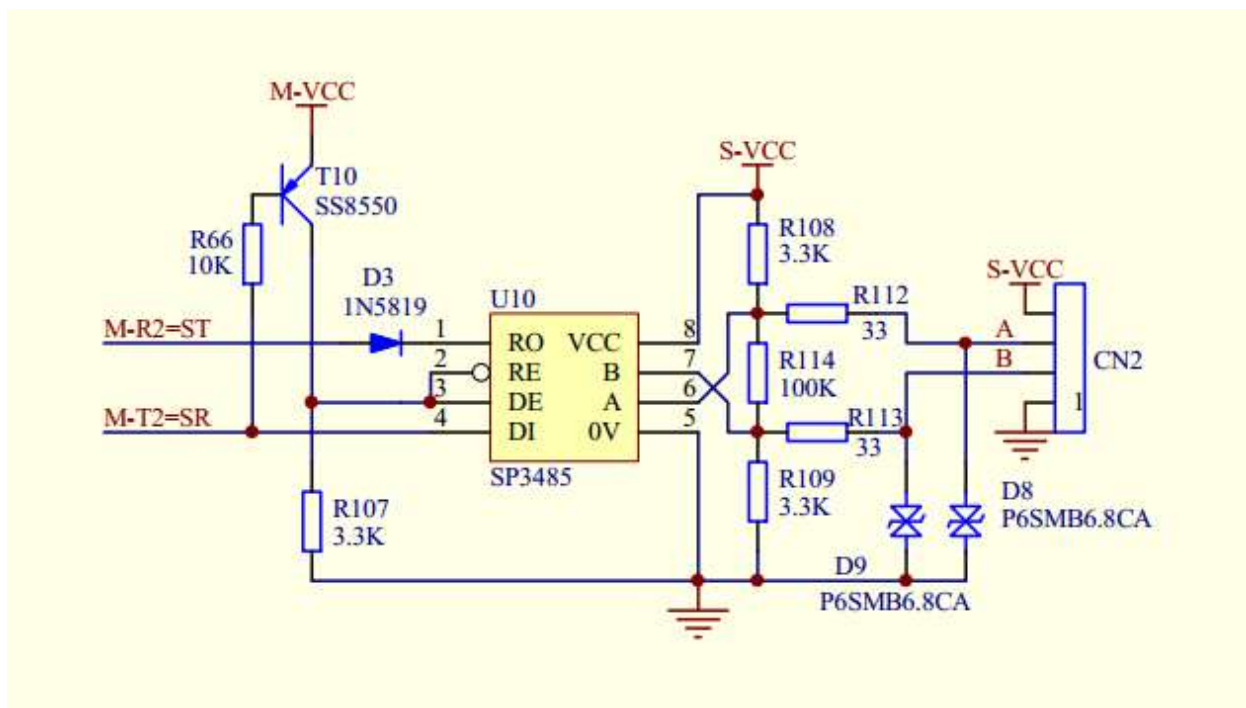 M-VCC
T10
SS8550
R66
10K
D3
1N5819
M-R2=ST
M-T2=SR
R107
3.3K
U10
1
2
3
4
RO
RE
DE
DI
VCC
B
A
0V
8
7
6
5
SP3485
S-VCC
R108
3.3K
R112
33
R114
100K
R113
33
R109
3.3K
S-VCC
A
B
CN2
1
D8
P6SMB6.8CA
D9
P6SMB6.8CA